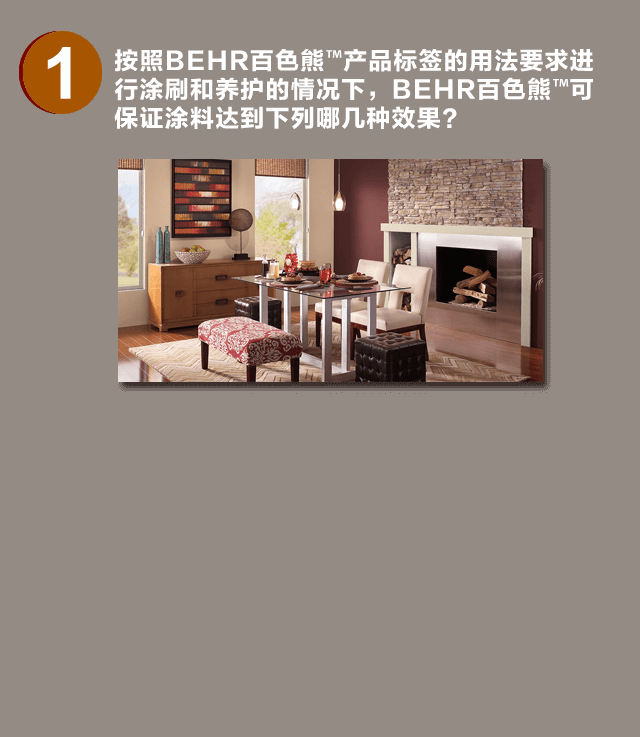 1
按照BEHR百色熊™产品标签的用法要求进
行涂刷和养护的情况下，BEHR百色熊™可
保证涂料达到下列哪几种效果？